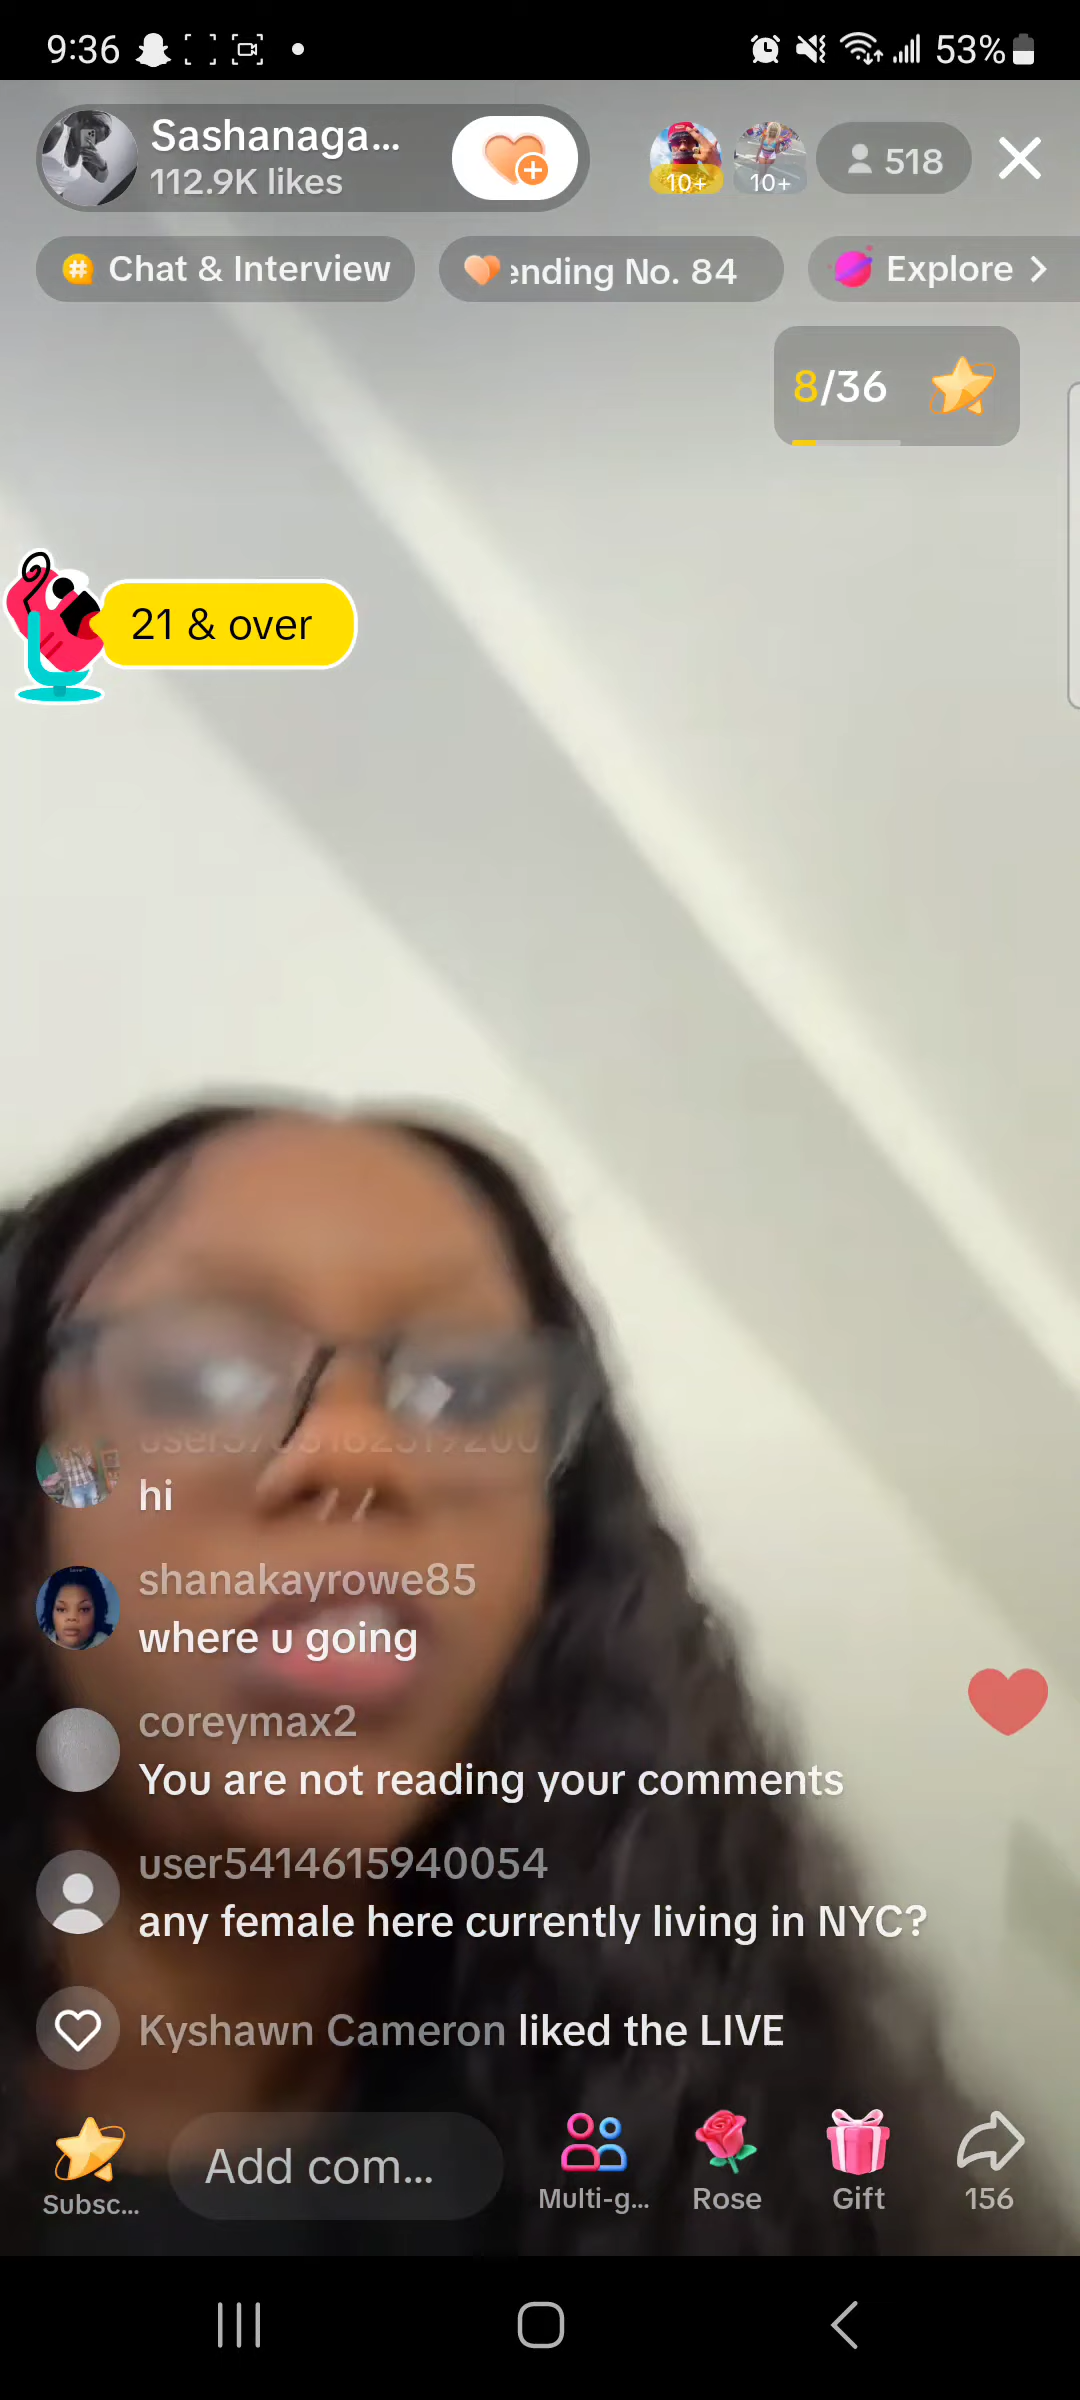 9:36
53%
Sashanaga...
112.9K likes
10+
10+
518
Chat & Interview
ending No. 84
Explore
8/36
21 & over
hi
shanakayrowe85
where u going
coreymax2
You are not reading your comments
user5414615940054
any female here currently living in NYC?
Kyshawn Cameron liked the LIVE
Subsc...
Add com...
Multi-g...
Rose
Gift
156